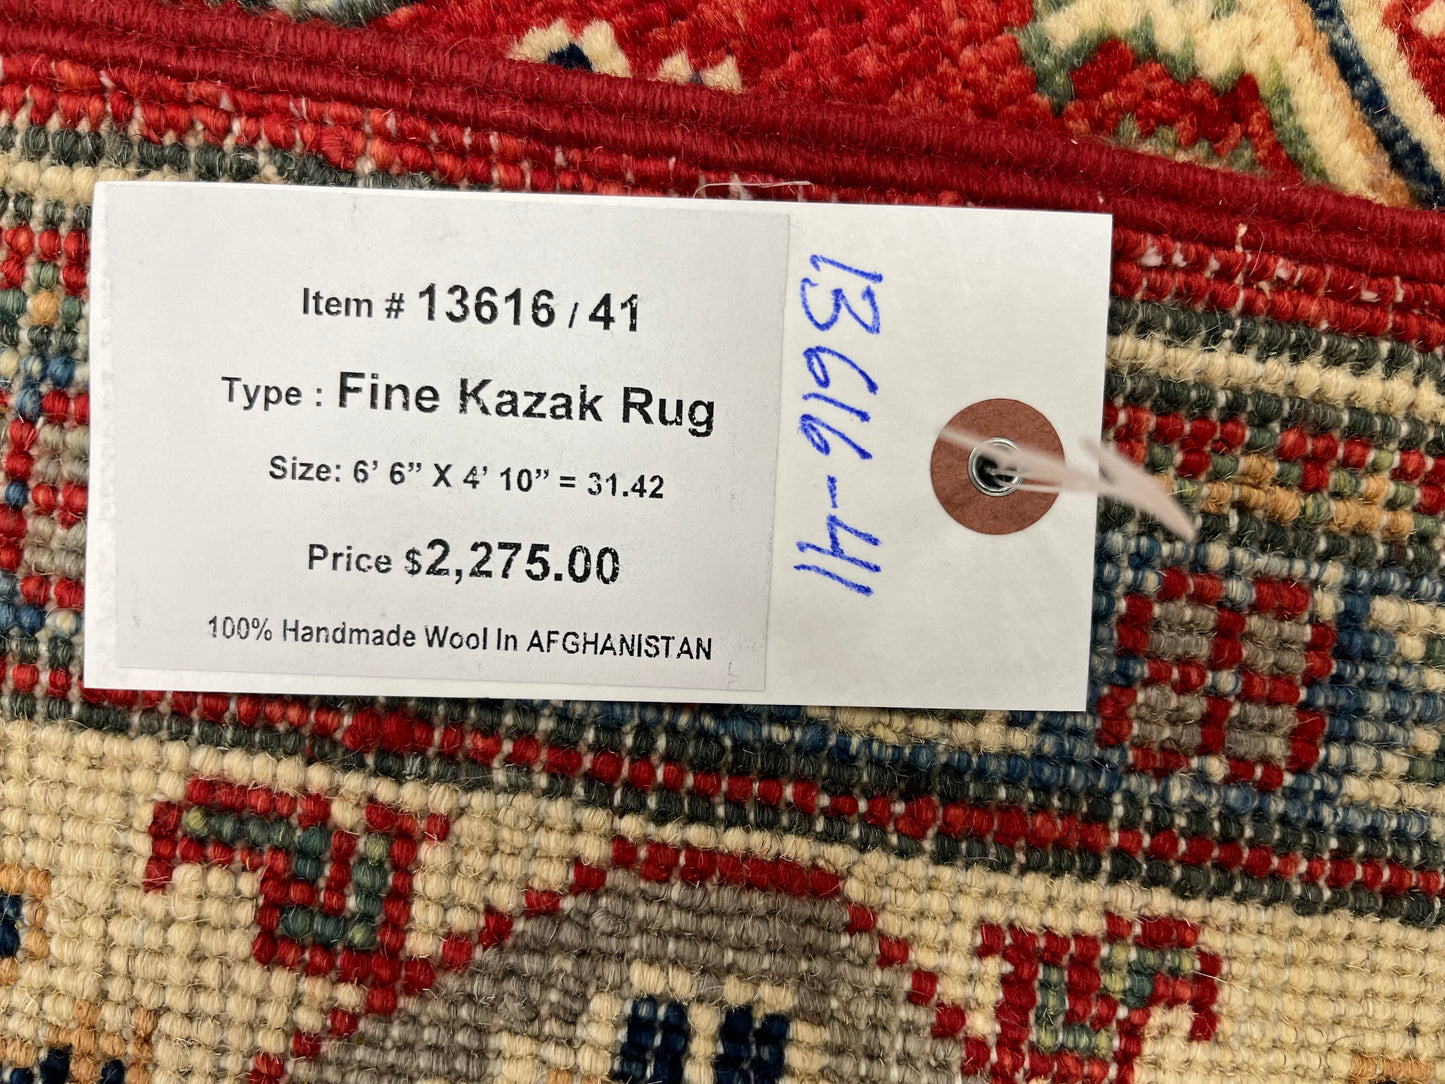 Item # 13616 / 41
Type : Fine Kazak Rug
Size: 6’ 6” X 4’ 10” = 31.42
Price $2,275.00
100% Handmade Wool In AFGHANISTAN
13616-41